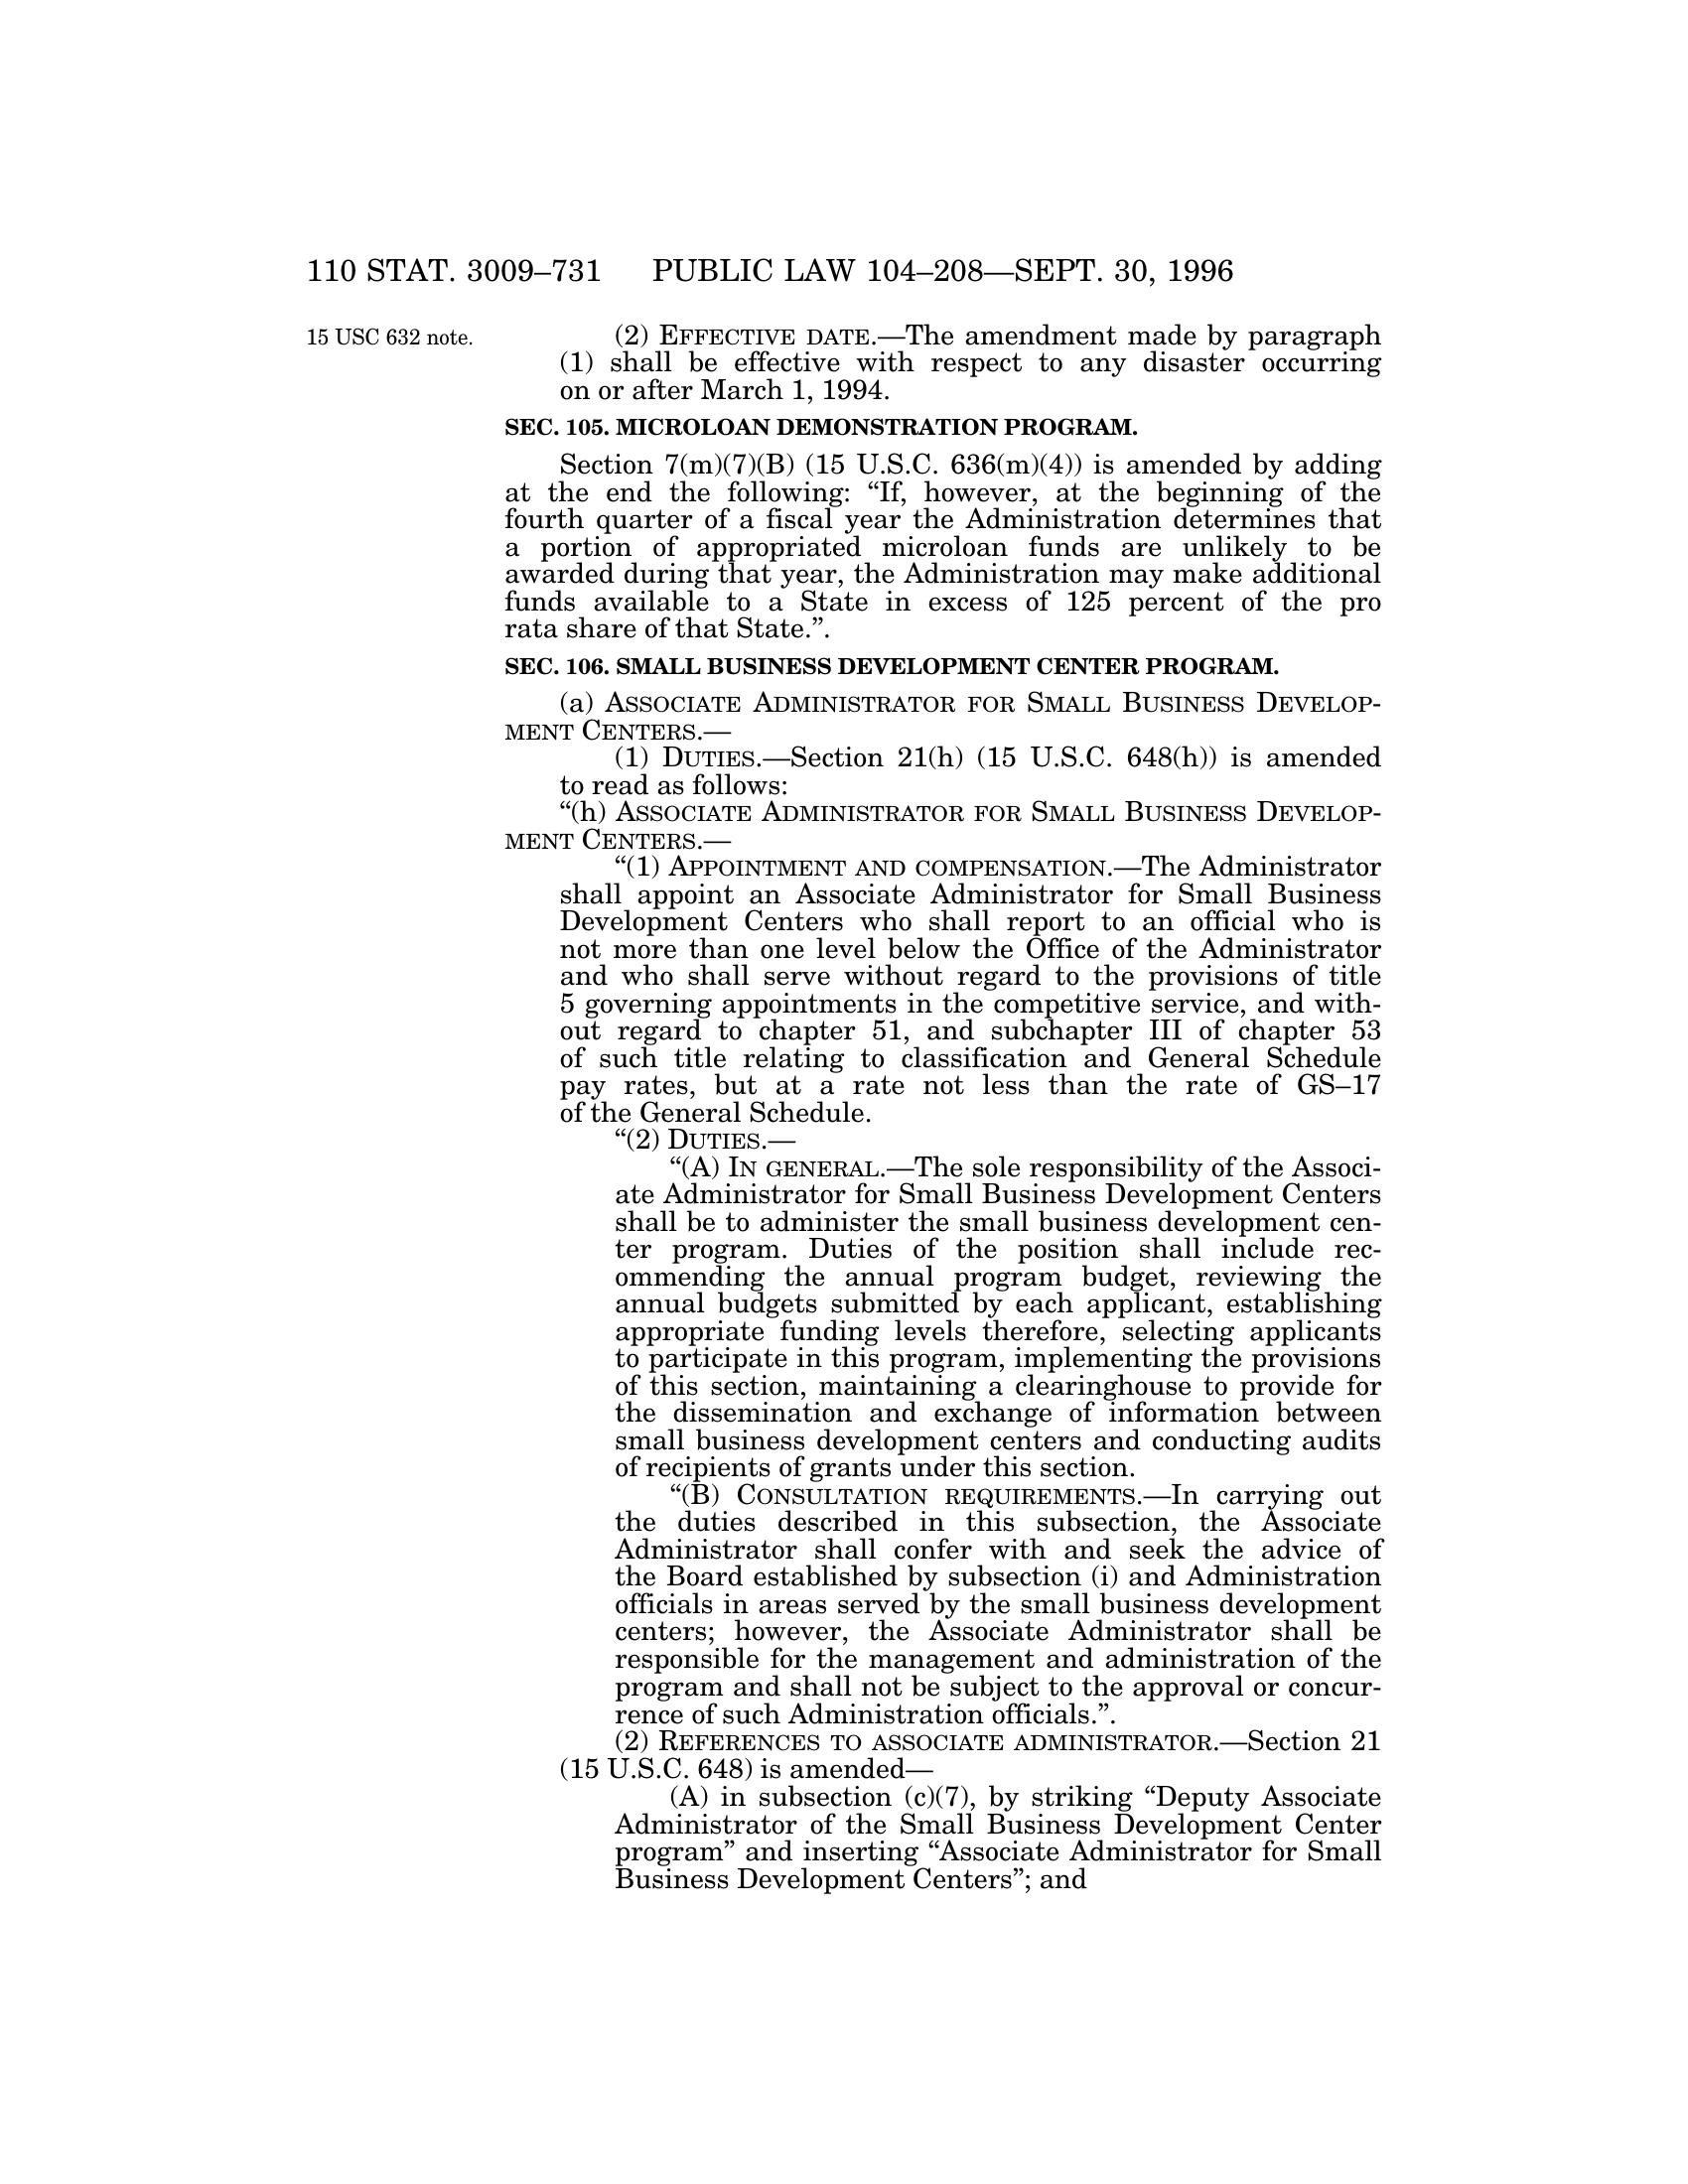 110 STAT. 3009–731 PUBLIC LAW 104–208—SEPT. 30, 1996
15 USC 632 note.
(2) EFFECTIVE DATE.—The amendment made by paragraph
(1) shall be effective with respect to any disaster occurring
on or after March 1, 1994.
SEC. 105. MICROLOAN DEMONSTRATION PROGRAM.
Section 7(m)(7)(B) (15 U.S.C. 636(m)(4)) is amended by adding
at the end the following: “If, however, at the beginning of the
fourth quarter of a fiscal year the Administration determines that
a portion of appropriated microloan funds are unlikely to be
awarded during that year, the Administration may make additional
funds available to a State in excess of 125 percent of the pro
rata share of that State.”.
SEC. 106. SMALL BUSINESS DEVELOPMENT CENTER PROGRAM.
(a) ASSOCIATE ADMINISTRATOR FOR SMALL BUSINESS DEVELOP-
MENT CENTERS.—
(1) DUTIES.—Section 21(h) (15 U.S.C. 648(h)) is amended
to read as follows:
“(h) ASSOCIATE ADMINISTRATOR FOR SMALL BUSINESS DEVELOP-
MENT CENTERS.—
“(1) APPOINTMENT AND COMPENSATION.—The Administrator
shall appoint an Associate Administrator for Small Business
Development Centers who shall report to an official who is
not more than one level below the Office of the Administrator
and who shall serve without regard to the provisions of title
5 governing appointments in the competitive service, and with-
out regard to chapter 51, and subchapter III of chapter 53
of such title relating to classification and General Schedule
pay rates, but at a rate not less than the rate of GS–17
of the General Schedule.
“(2) DUTIES.—
“(A) IN GENERAL.—The sole responsibility of the Associ-
ate Administrator for Small Business Development Centers
shall be to administer the small business development cen-
ter program. Duties of the position shall include rec-
ommending the annual program budget, reviewing the
annual budgets submitted by each applicant, establishing
appropriate funding levels therefore, selecting applicants
to participate in this program, implementing the provisions
of this section, maintaining a clearinghouse to provide for
the dissemination and exchange of information between
small business development centers and conducting audits
of recipients of grants under this section.
“(B) CONSULTATION REQUIREMENTS.—In carrying out
the duties described in this subsection, the Associate
Administrator shall confer with and seek the advice of
the Board established by subsection (i) and Administration
officials in areas served by the small business development
centers; however, the Associate Administrator shall be
responsible for the management and administration of the
program and shall not be subject to the approval or concur-
rence of such Administration officials.”.
(2) REFERENCES TO ASSOCIATE ADMINISTRATOR.—Section 21
(15 U.S.C. 648) is amended—
(A) in subsection (c)(7), by striking “Deputy Associate
Administrator of the Small Business Development Center
program” and inserting “Associate Administrator for Small
Business Development Centers”; and